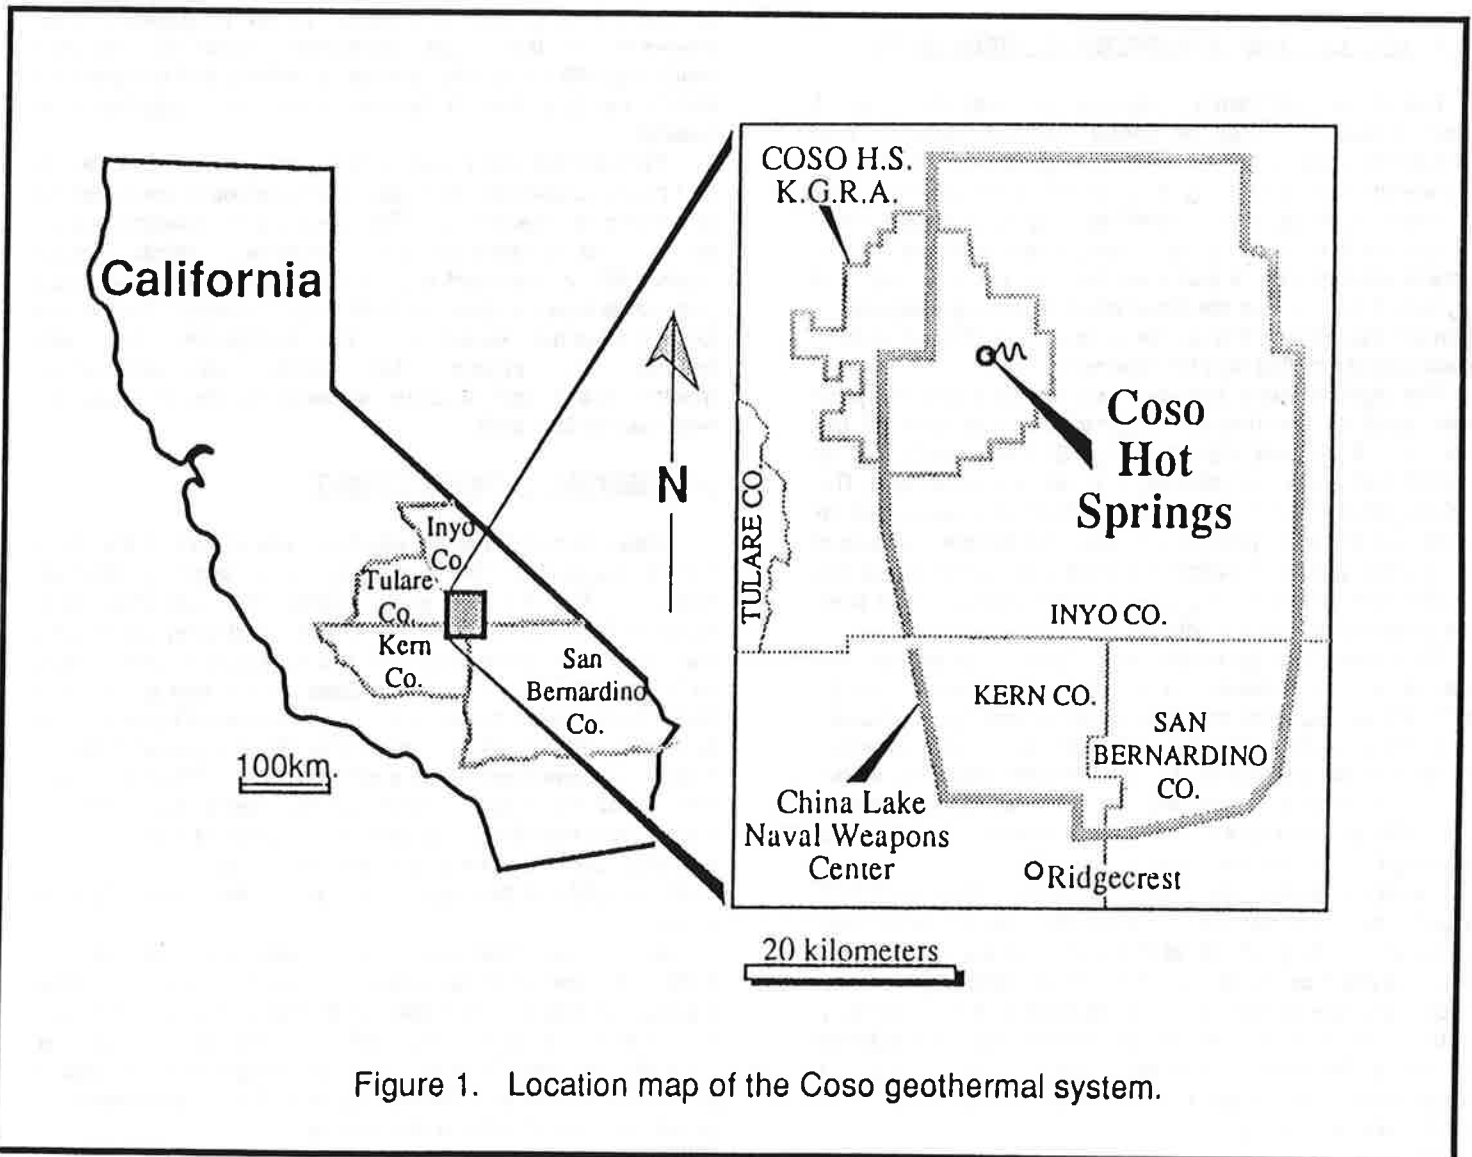 California
Inyo
Co.
Tulare
Co.
Kern
Co.
San
Bernardino
Co.
100km.
N
COSO H.S.
K.G.R.A.
Coso
Hot
Springs
TULARE CO.
INYO CO.
KERN CO.
SAN
BERNARDINO
CO.
China Lake
Naval Weapons
Center
Ridgecrest
20 kilometers
Figure 1. Location map of the Coso geothermal system.